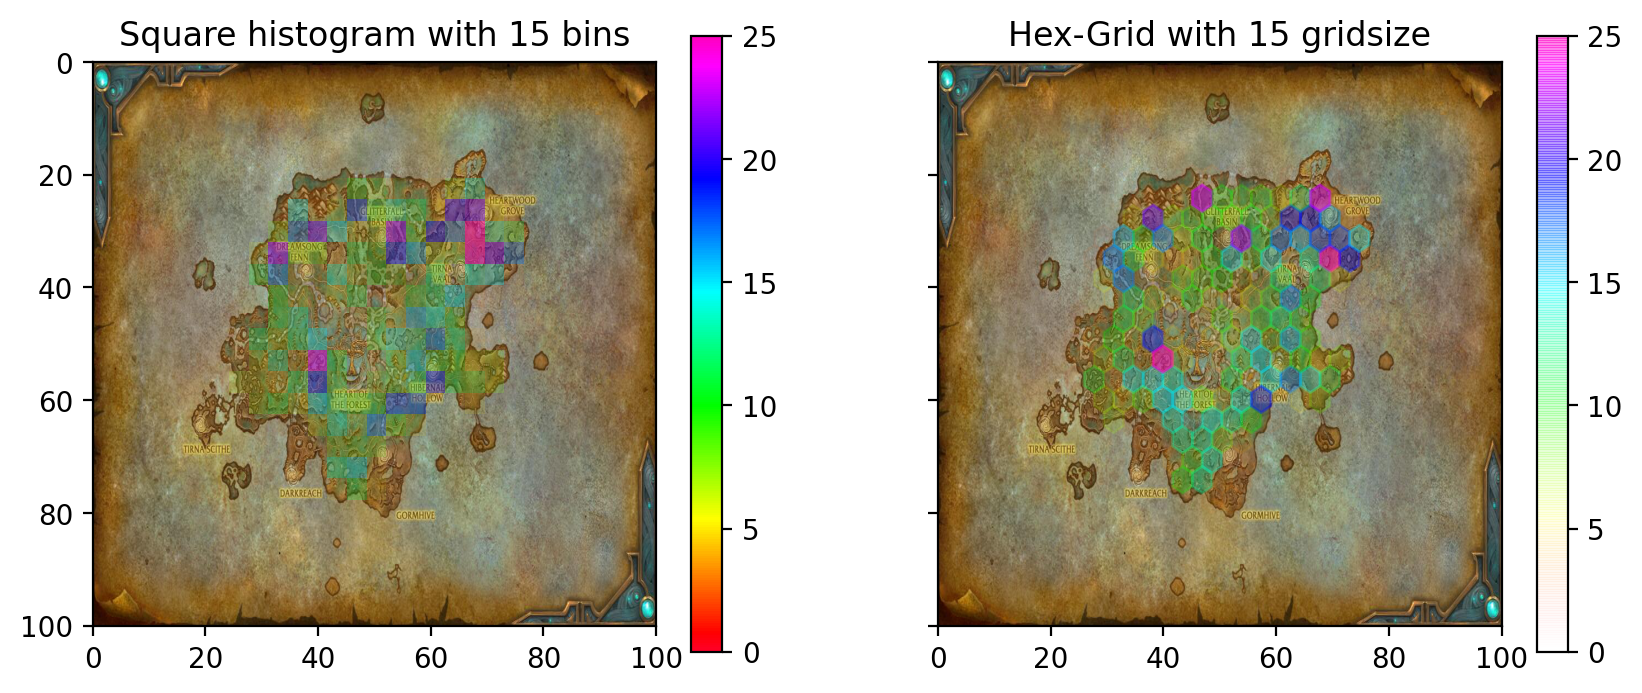 Square histogram with 15 bins
0
20
40
60
80
100
0
20
40
60
80
100
GLITTERFALL
BASIN
HEARTWOOD
GROVE
DREAMSONG
FENN
TIRNA
VAAL
HIBERNAL
HOLLOW
HEART OF
THE FOREST
TIRNA SCITHE
DARKREACH
GORMHIVE
25
20
15
10
5
0
Hex-Grid with 15 gridsize
0
20
40
60
80
100
GLITTERFALL
BASIN
HEARTWOOD
GROVE
DREAMSONG
FENN
TIRNA
VAAL
HIBERNAL
HOLLOW
HEART OF
THE FOREST
TIRNA SCITHE
DARKREACH
GORMHIVE
25
20
15
10
5
0